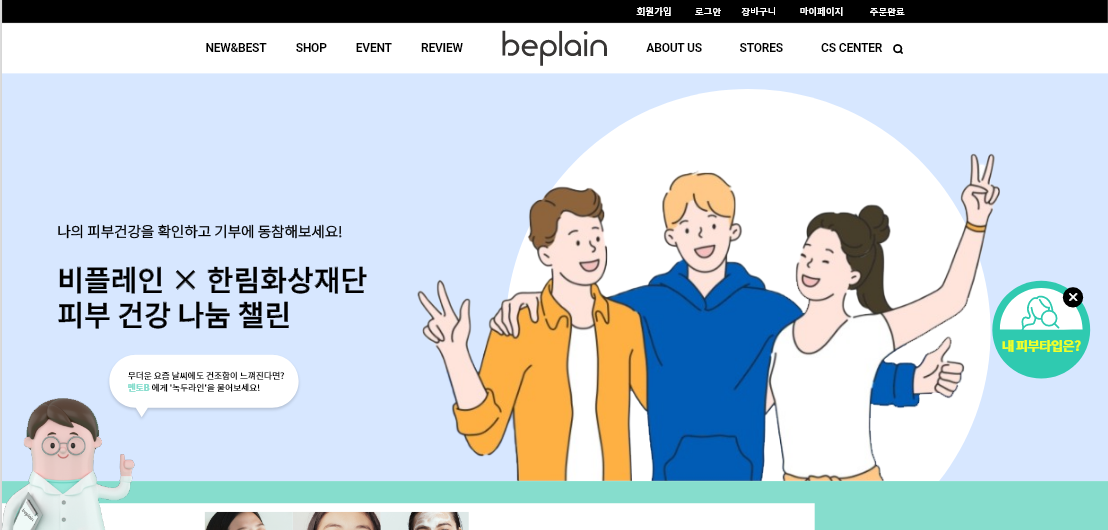 회원가입 로그인 장바구니 마이페이지 주문완료
NEW&BEST SHOP EVENT REVIEW beplain ABOUT US STORES CS CENTER
나의 피부건강을 확인하고 기부에 동참해보세요!
비플레인 × 한림화상재단
피부 건강 나눔 챌린
내 피부타입은?
무더운 요즘 날씨에도 건조함이 느껴진다면?
멘토B 에게 '녹두라인'을 물어보세요!
beplain